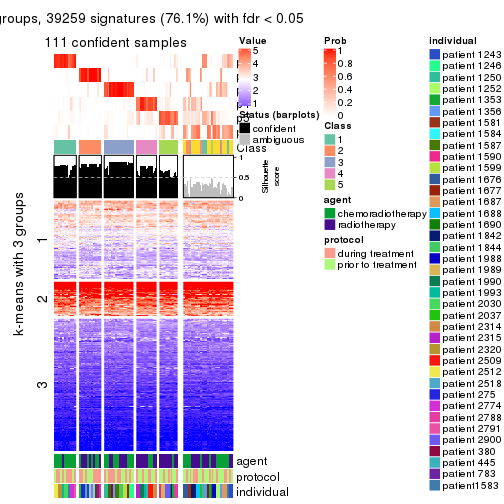 groups, 39259 signatures (76.1%) with fdr < 0.05
111 confident samples
k-means with 3 groups
1
2
3
Class
1
0.5
0
Silhouette
score
agent
protocol
individual
Value
5
4
3
2
1
Status (barplots)
confident
ambiguous
Prob
1
0.8
0.6
0.4
0.2
0
Class
1
2
3
4
5
agent
chemoradiotherapy
radiotherapy
protocol
during treatment
prior to treatment
individual
patient 1243
patient 1246
patient 1250
patient 1252
patient 1353
patient 1356
patient 1581
patient 1584
patient 1587
patient 1590
patient 1599
patient 1676
patient 1677
patient 1687
patient 1688
patient 1690
patient 1842
patient 1844
patient 1988
patient 1989
patient 1990
patient 1993
patient 2030
patient 2037
patient 2314
patient 2315
patient 2320
patient 2509
patient 2512
patient 2518
patient 275
patient 2774
patient 2788
patient 2791
patient 2900
patient 380
patient 445
patient 783
patient1583